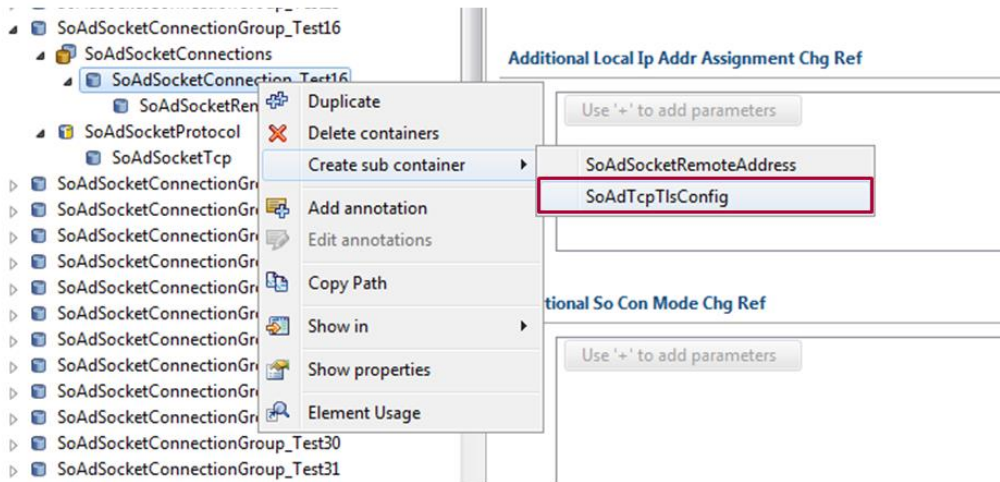 SoAdSocketConnectionGroup_Test16
SoAdSocketConnections
SoAdSocketConnection_Test16
SoAdSocketRen
SoAdSocketProtocol
SoAdSocketTcp
SoAdSocketConnectionGr
SoAdSocketConnectionGr
SoAdSocketConnectionGr
SoAdSocketConnectionGr
SoAdSocketConnectionGr
SoAdSocketConnectionGr
SoAdSocketConnectionGr
SoAdSocketConnectionGr
SoAdSocketConnectionGr
SoAdSocketConnectionGr
SoAdSocketConnectionGroup_Test30
SoAdSocketConnectionGroup_Test31
Duplicate
Delete containers
Create sub container
Add annotation
Edit annotations
Copy Path
Show in
Show properties
Element Usage
SoAdSocketRemoteAddress
SoAdTcpTlsConfig
Additional Local Ip Addr Assignment Chg Ref
Use '+' to add parameters
tional So Con Mode Chg Ref
Use '+' to add parameters